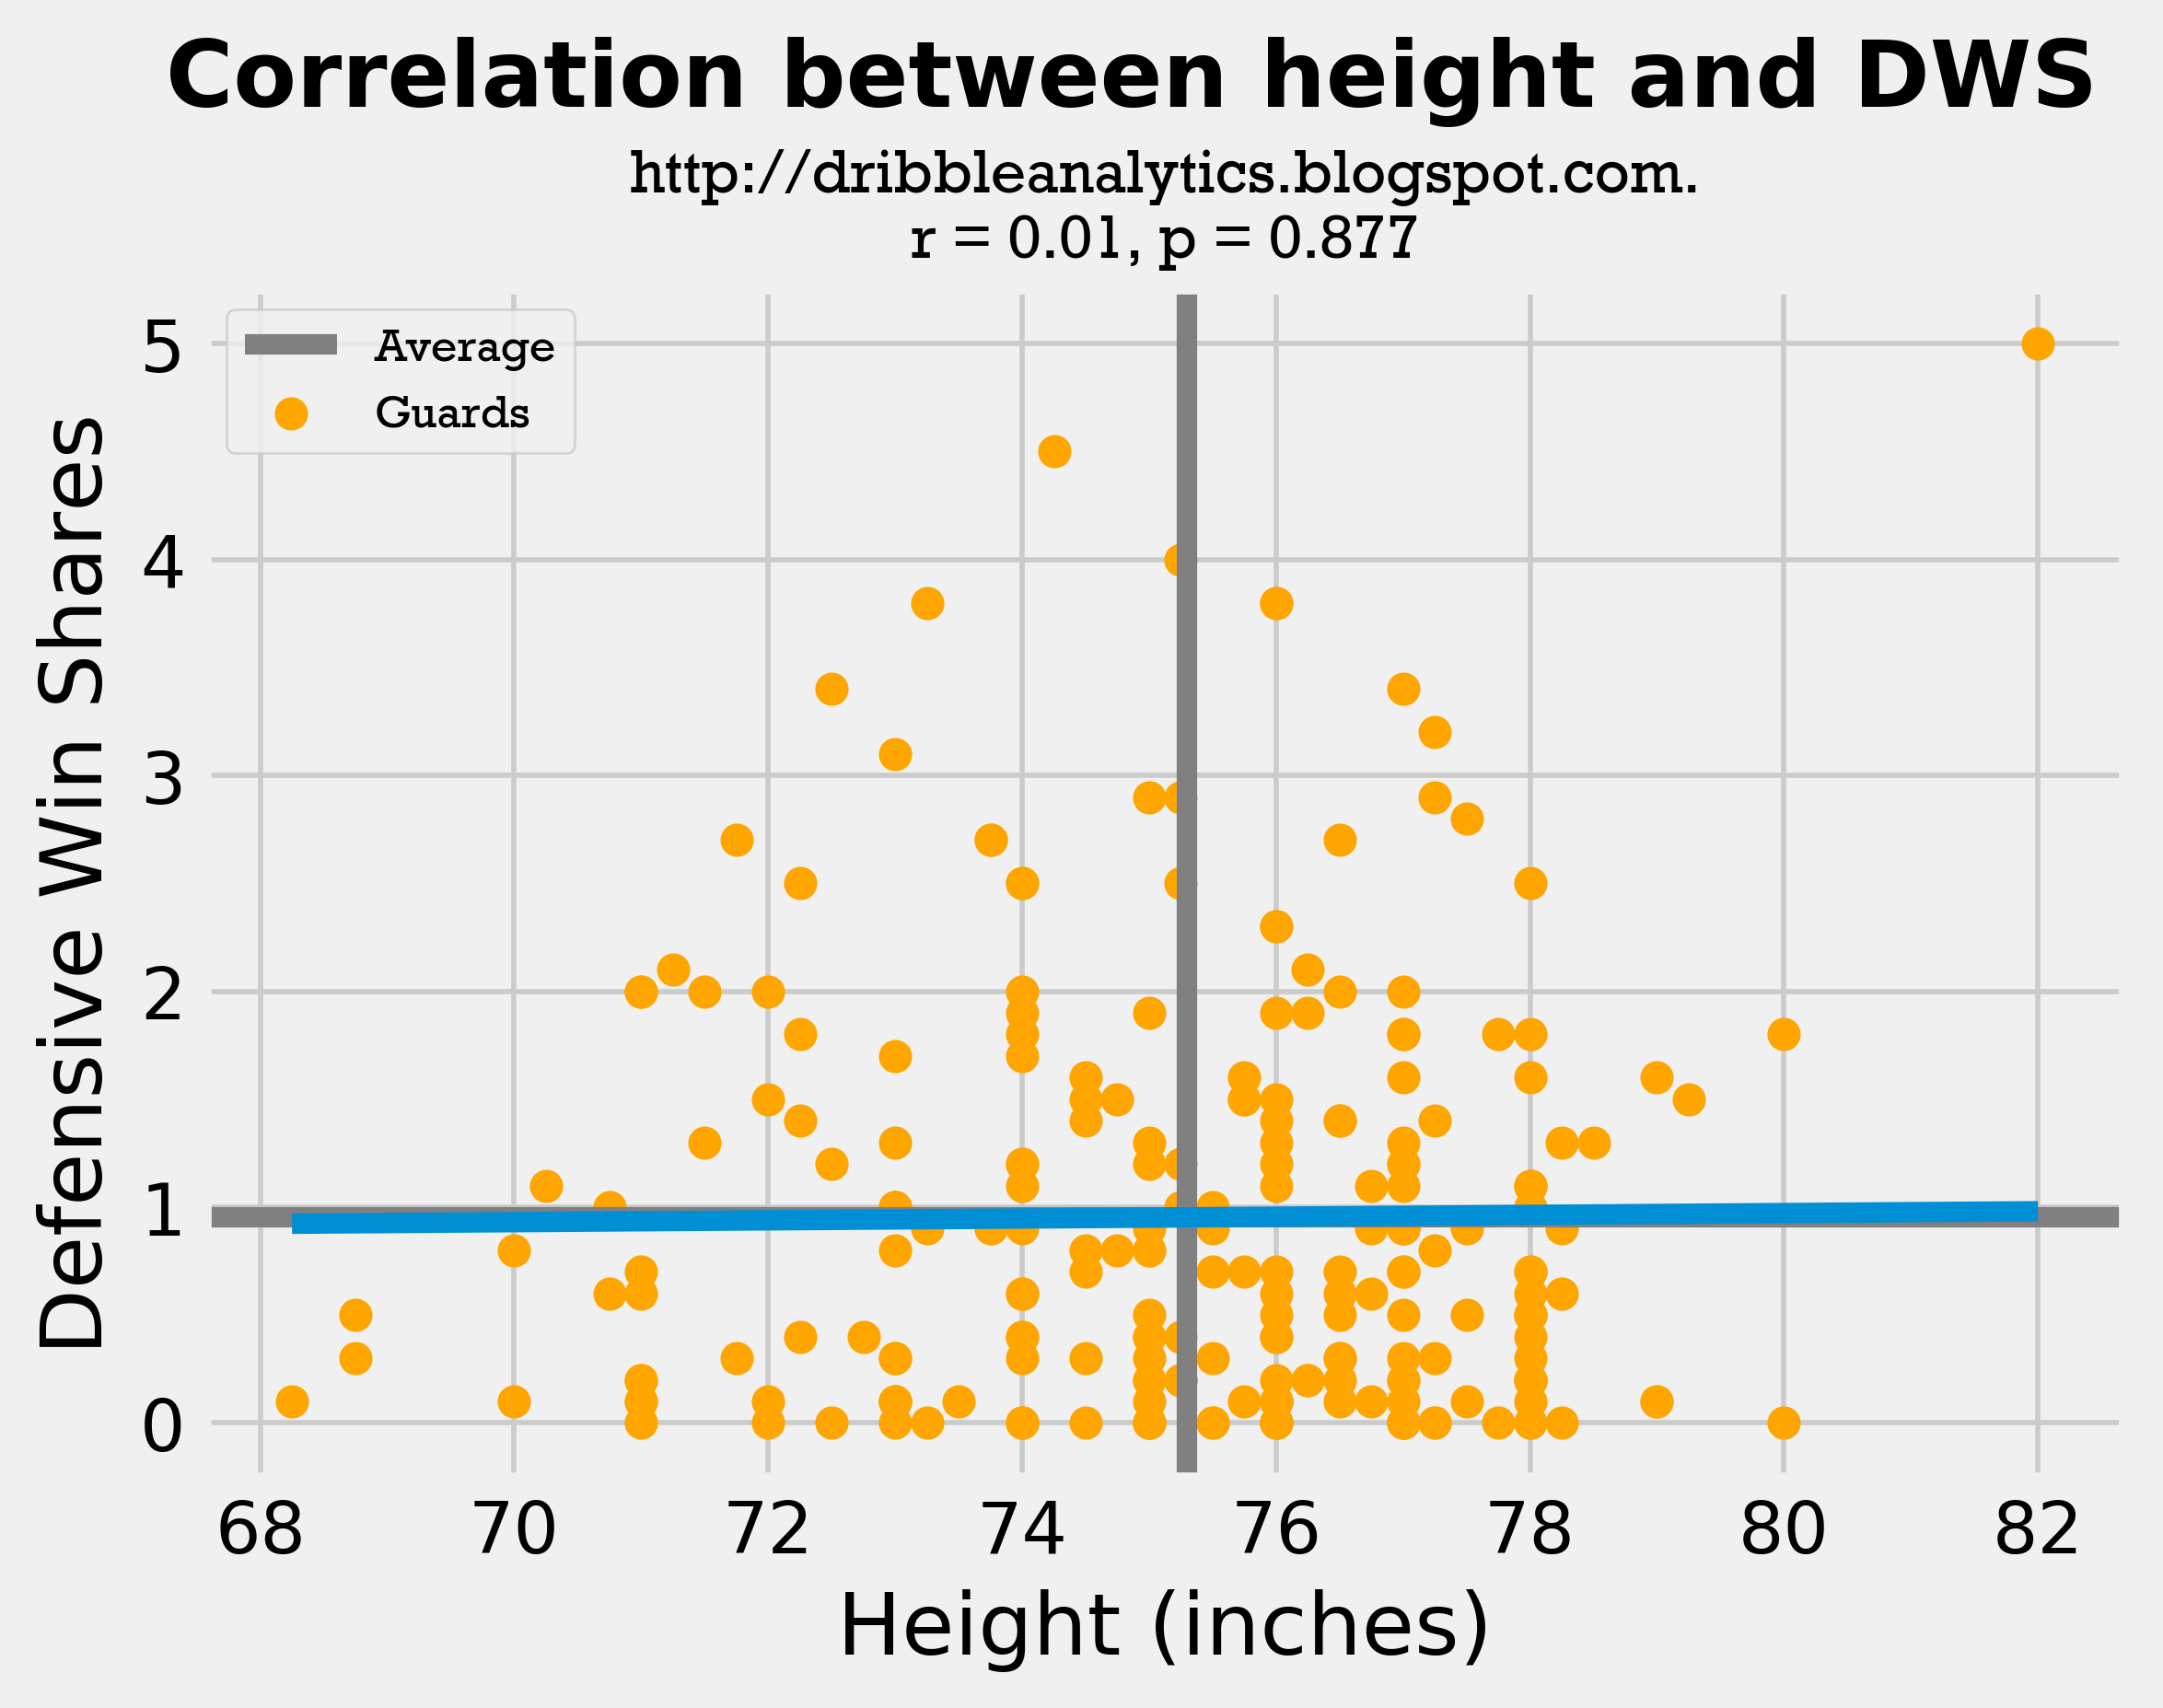 Correlation between height and DWS
http://dribbleanalytics.blogspot.com.
r = 0.01, p = 0.877
Average
Guards
Defensive Win Shares
5
4
3
2
1
0
68 70 72 74 76 78 80 82
Height (inches)